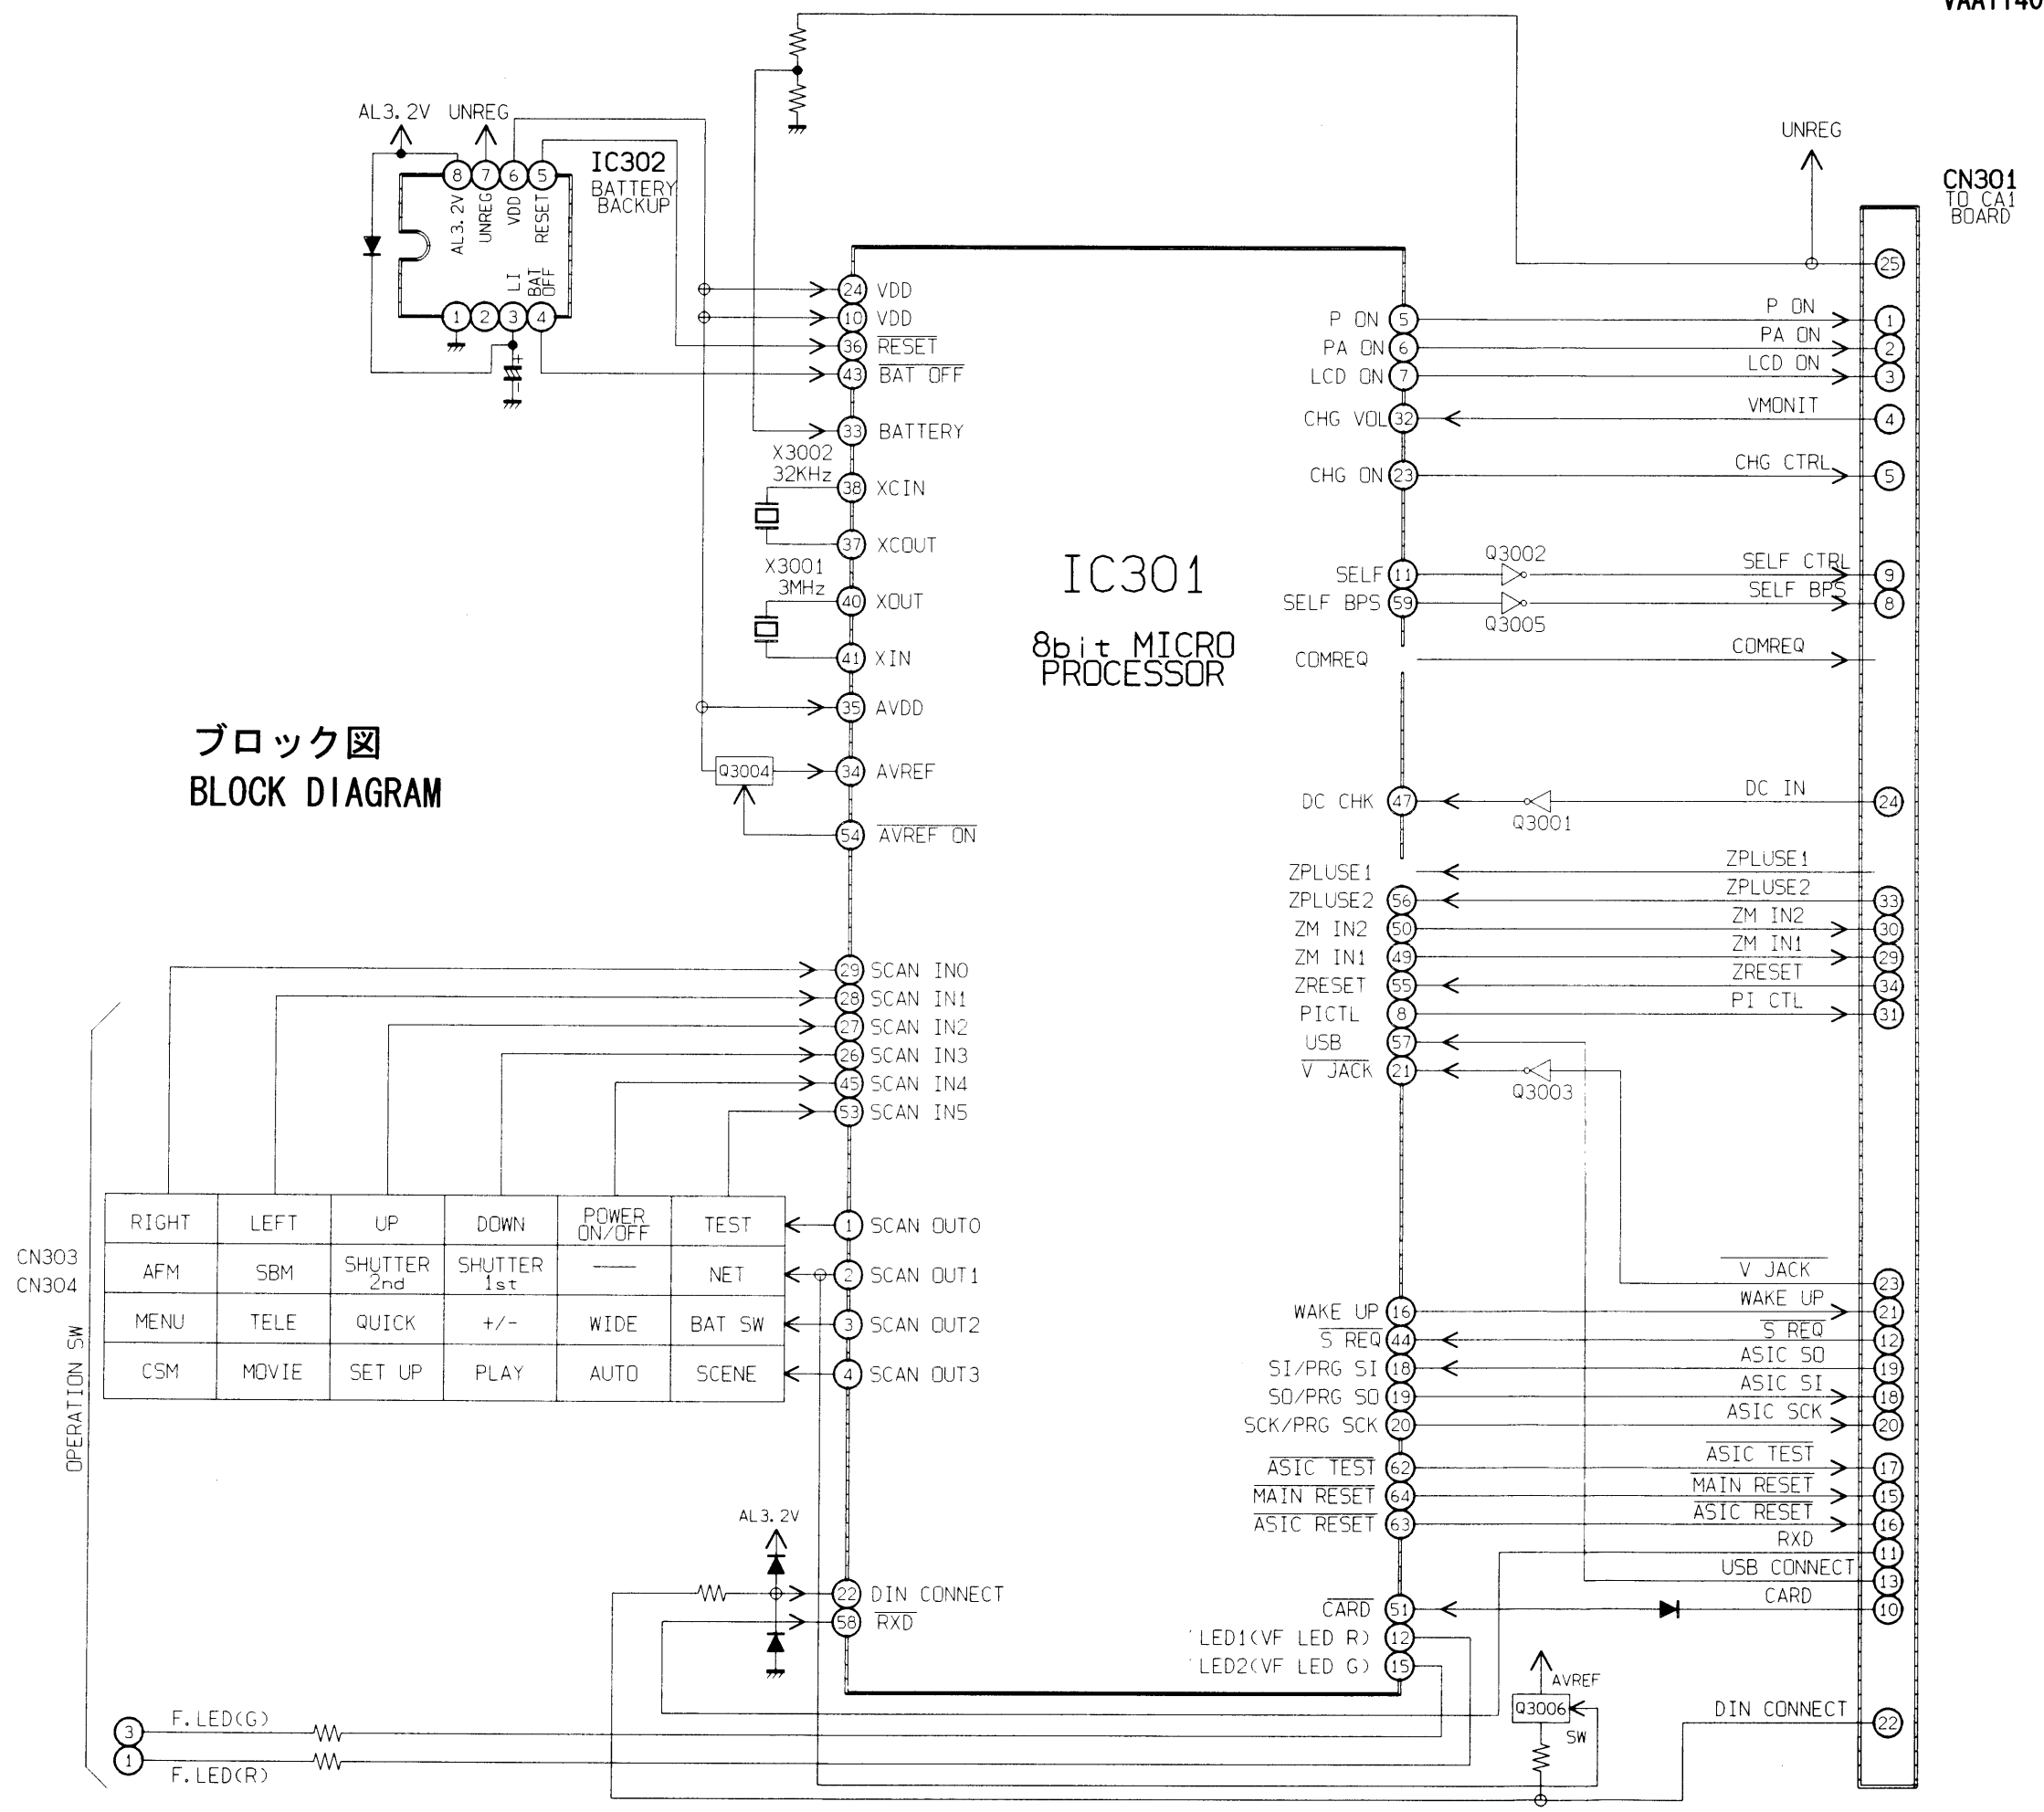 AL3.2V UNREG
IC302
BATTERY
BACKUP
8 7 6 5
AL3.2V
UNREG
VDD
RESET
LI
BAT
OFF
1 2 3 4
+
-
UNREG
CN301
TO CA1
BOARD
25
ブロック図
BLOCK DIAGRAM
IC301
8bit MICRO
PROCESSOR
24 VDD
10 VDD
36 RESET
43 BAT OFF
33 BATTERY
X3002
32KHz
38 XCIN
37 XCOUT
X3001
3MHz
40 XOUT
41 XIN
35 AVDD
Q3004
34 AVREF
54 AVREF ON
29 SCAN IN0
28 SCAN IN1
27 SCAN IN2
26 SCAN IN3
45 SCAN IN4
53 SCAN IN5
1 SCAN OUT0
2 SCAN OUT1
3 SCAN OUT2
4 SCAN OUT3
CN303
CN304
OPERATION SW
RIGHT LEFT UP DOWN POWER ON/OFF TEST
AFM SBM SHUTTER 2nd SHUTTER 1st — NET
MENU TELE QUICK +/- WIDE BAT SW
CSM MOVIE SET UP PLAY AUTO SCENE
AL3.2V
22 DIN CONNECT
58 RXD
3 F.LED(G)
1 F.LED(R)
P ON 5 P ON 1
PA ON 6 PA ON 2
LCD ON 7 LCD ON 3
CHG VOL 32 VMONIT 4
CHG ON 23 CHG CTRL 5
SELF 11 Q3002 SELF CTRL 9
SELF BPS 59 Q3005 SELF BPS 8
COMREQ COMREQ
DC CHK 47 Q3001 DC IN 24
ZPLUSE1 ZPLUSE1
ZPLUSE2 56 ZPLUSE2 33
ZM IN2 50 ZM IN2 30
ZM IN1 49 ZM IN1 29
ZRESET 55 ZRESET 34
PICTL 8 PI CTL 31
USB 57
V JACK 21 Q3003
V JACK 23
WAKE UP 16 WAKE UP 21
S REQ 44 S REQ 12
SI/PRG SI 18 ASIC SO 19
SO/PRG SO 19 ASIC SI 18
SCK/PRG SCK 20 ASIC SCK 20
ASIC TEST 62 ASIC TEST 17
MAIN RESET 64 MAIN RESET 15
ASIC RESET 63 ASIC RESET 16
RXD 11
USB CONNECT 13
CARD 51 CARD 10
LED1(VF LED R) 12
LED2(VF LED G) 15
AVREF
Q3006
SW
DIN CONNECT 22